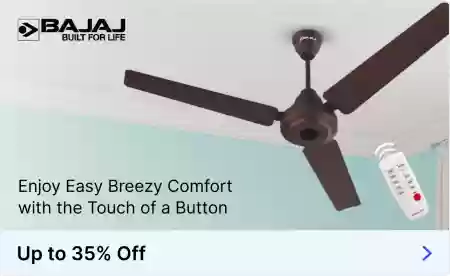 BAJAJ
BUILT FOR LIFE
Enjoy Easy Breezy Comfort
with the Touch of a Button
Up to 35% Off